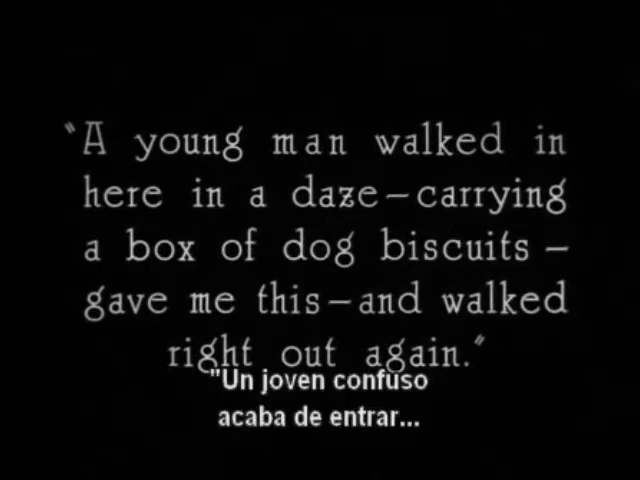 "A young man walked in
here in a daze—carrying
a box of dog biscuits—
gave me this—and walked
right out again."
"Un joven confuso
acaba de entrar...